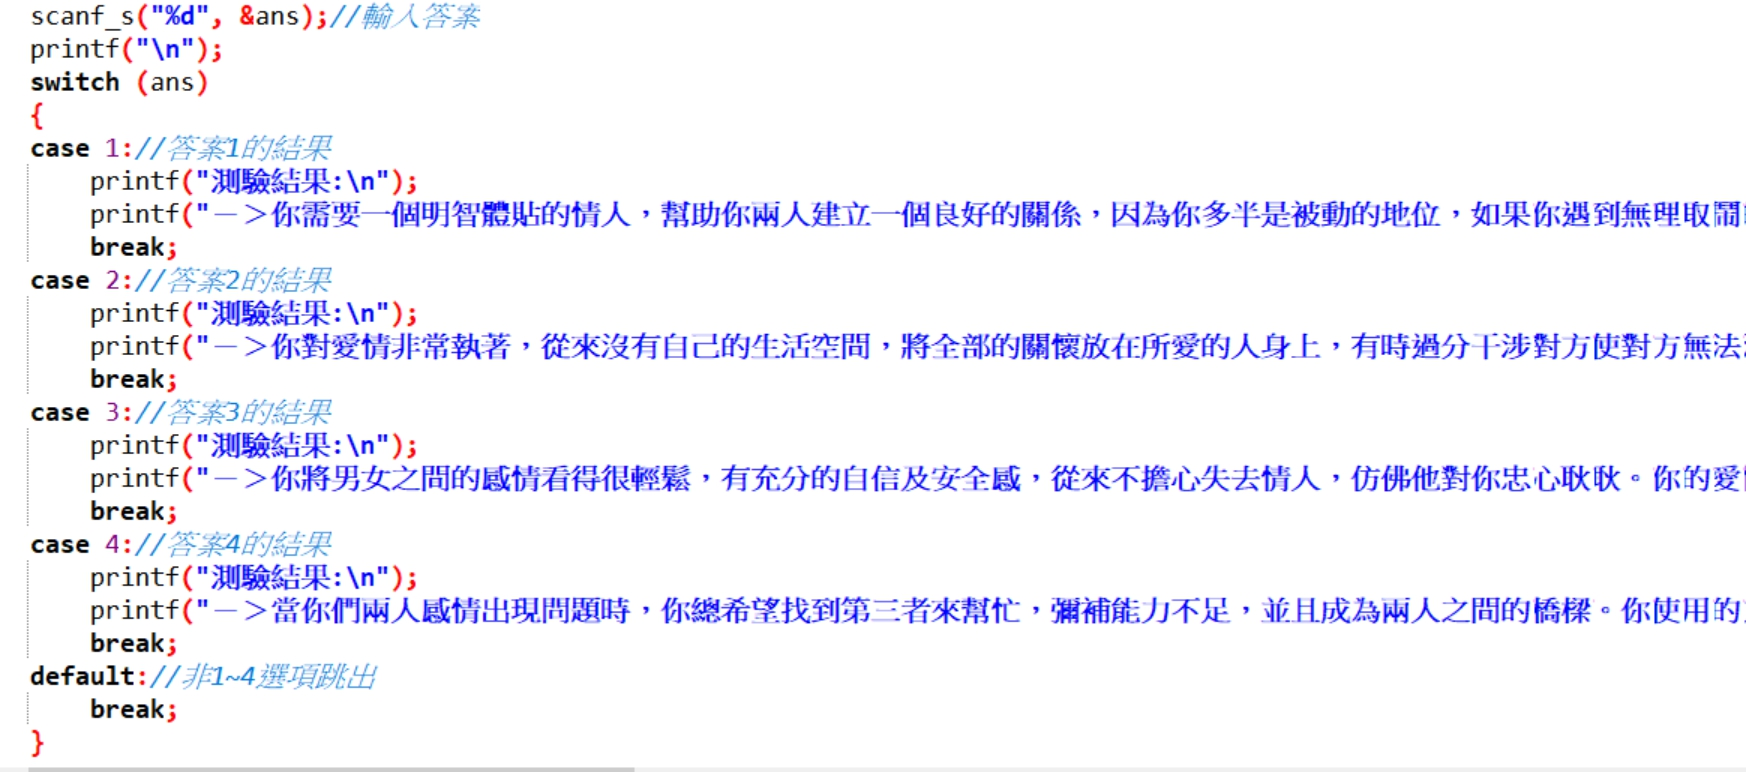 scanf_s("%d", &ans);//輸入答案
printf("\n");
switch (ans)
{
case 1://答案1的結果
printf("測驗結果:\n");
printf("－＞你需要一個明智體貼的情人，幫助你兩人建立一個良好的關係，因為你多半是被動的地位，如果你遇到無理取鬧
break;
case 2://答案2的結果
printf("測驗結果:\n");
printf("－＞你對愛情非常執著，從來沒有自己的生活空間，將全部的關懷放在所愛的人身上，有時過分干涉對方使對方無法
break;
case 3://答案3的結果
printf("測驗結果:\n");
printf("－＞你將男女之間的感情看得很輕鬆，有充分的自信及安全感，從來不擔心失去情人，仿佛他對你忠心耿耿。你的愛
break;
case 4://答案4的結果
printf("測驗結果:\n");
printf("－＞當你們兩人感情出現問題時，你總希望找到第三者來幫忙，彌補能力不足，並且成為兩人之間的橋樑。你使用的
break;
default://非1~4選項跳出
break;
}